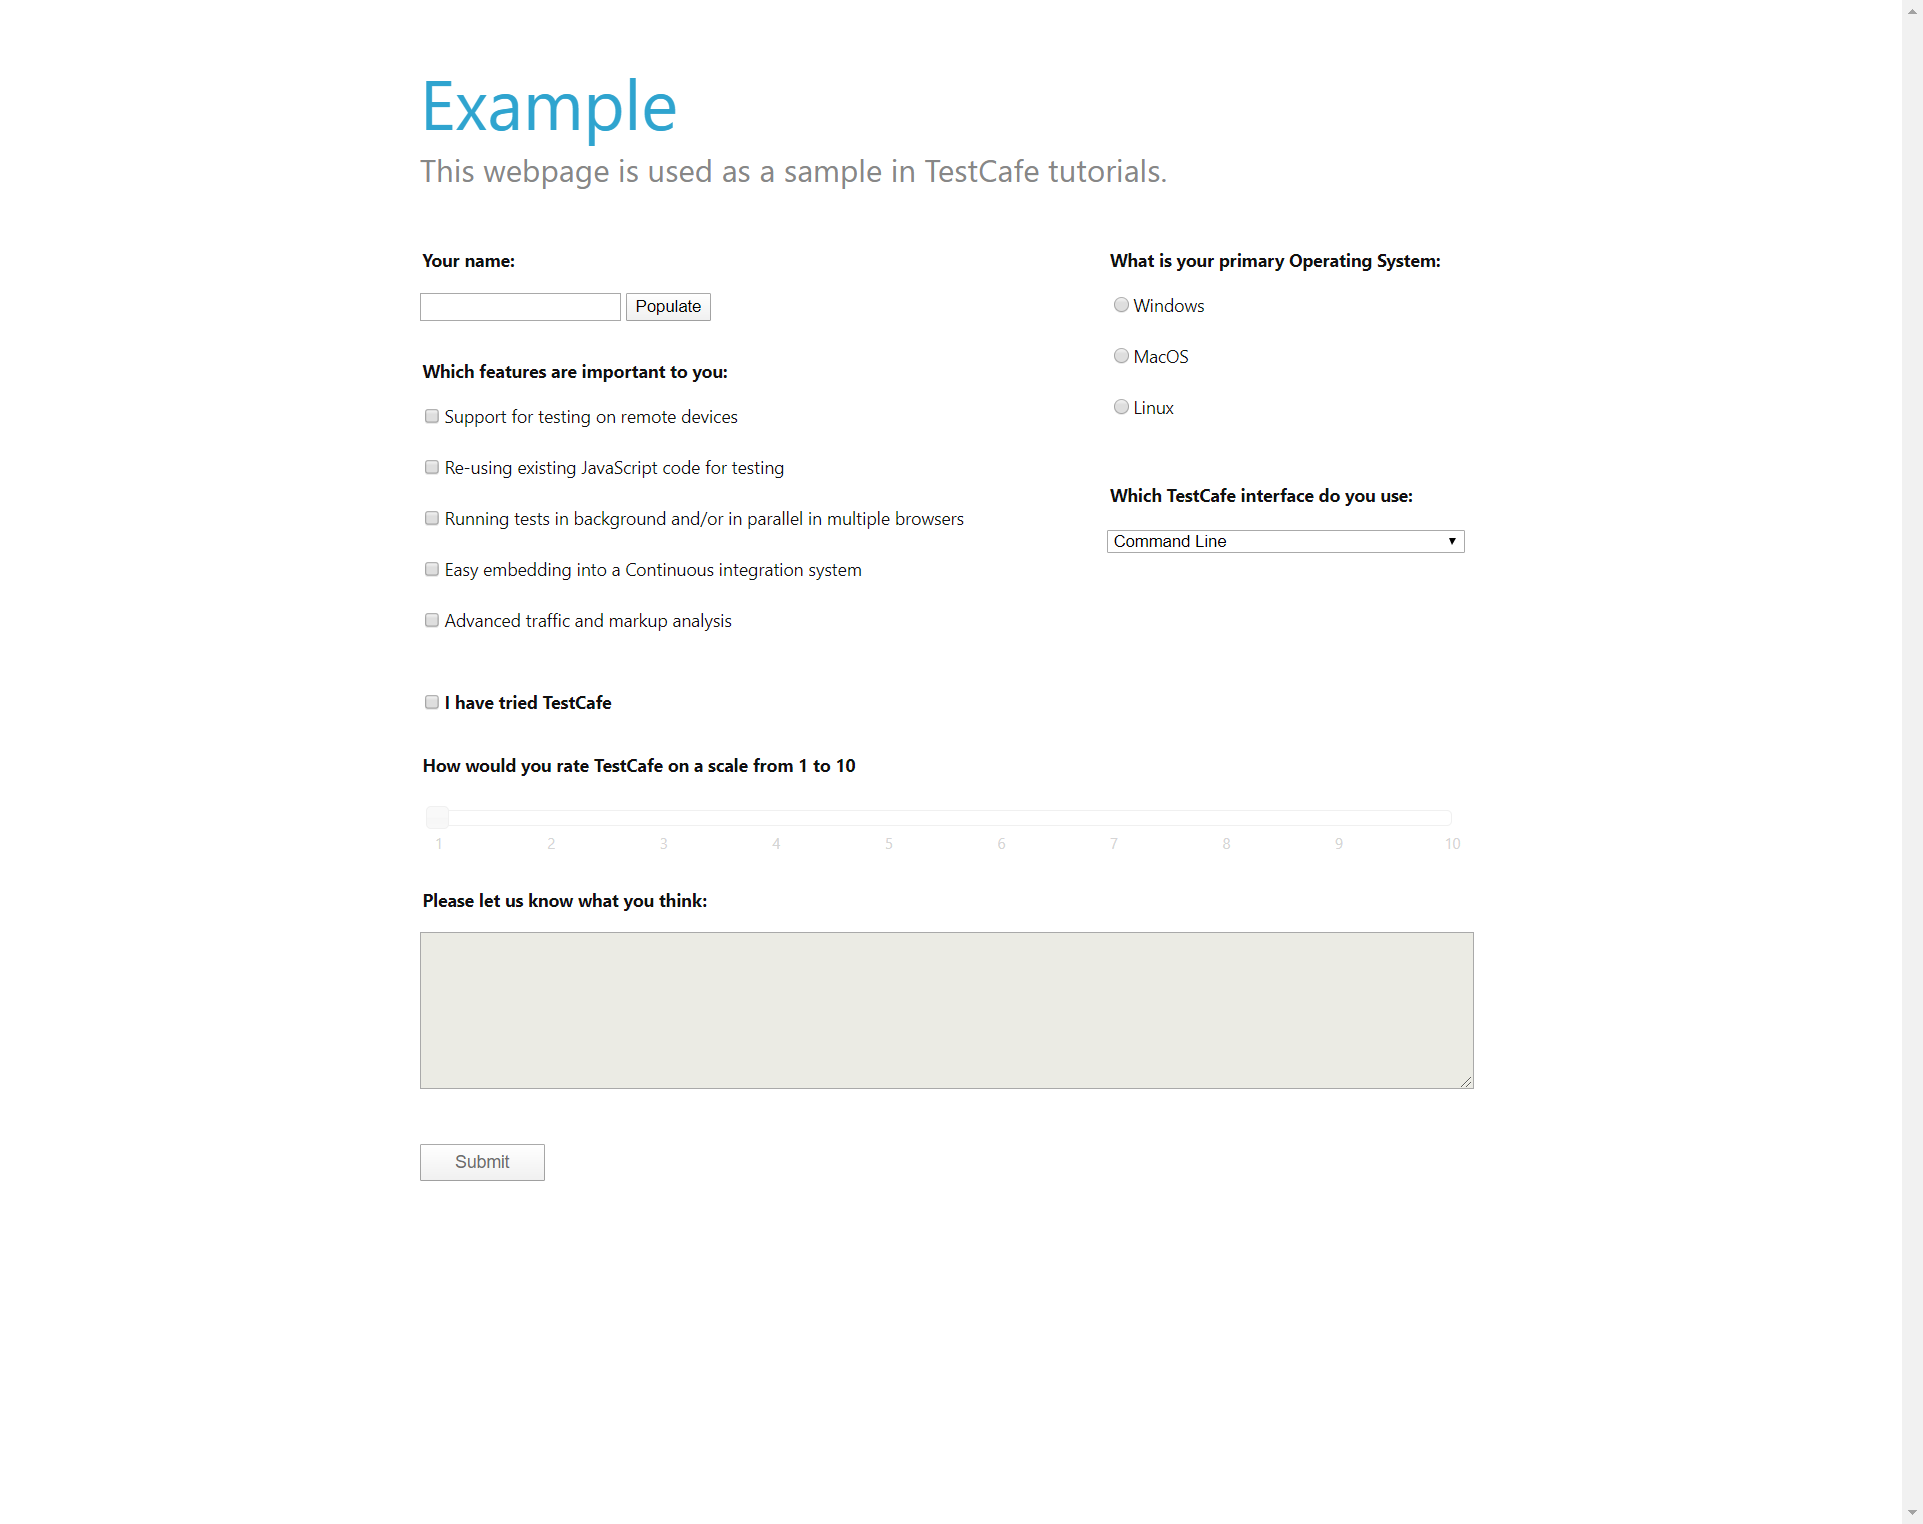 Example
This webpage is used as a sample in TestCafe tutorials.
Your name:
Populate
Which features are important to you:
Support for testing on remote devices
Re-using existing JavaScript code for testing
Running tests in background and/or in parallel in multiple browsers
Easy embedding into a Continuous integration system
Advanced traffic and markup analysis
What is your primary Operating System:
Windows
MacOS
Linux
Which TestCafe interface do you use:
Command Line
I have tried TestCafe
How would you rate TestCafe on a scale from 1 to 10
1 2 3 4 5 6 7 8 9 10
Please let us know what you think:
Submit